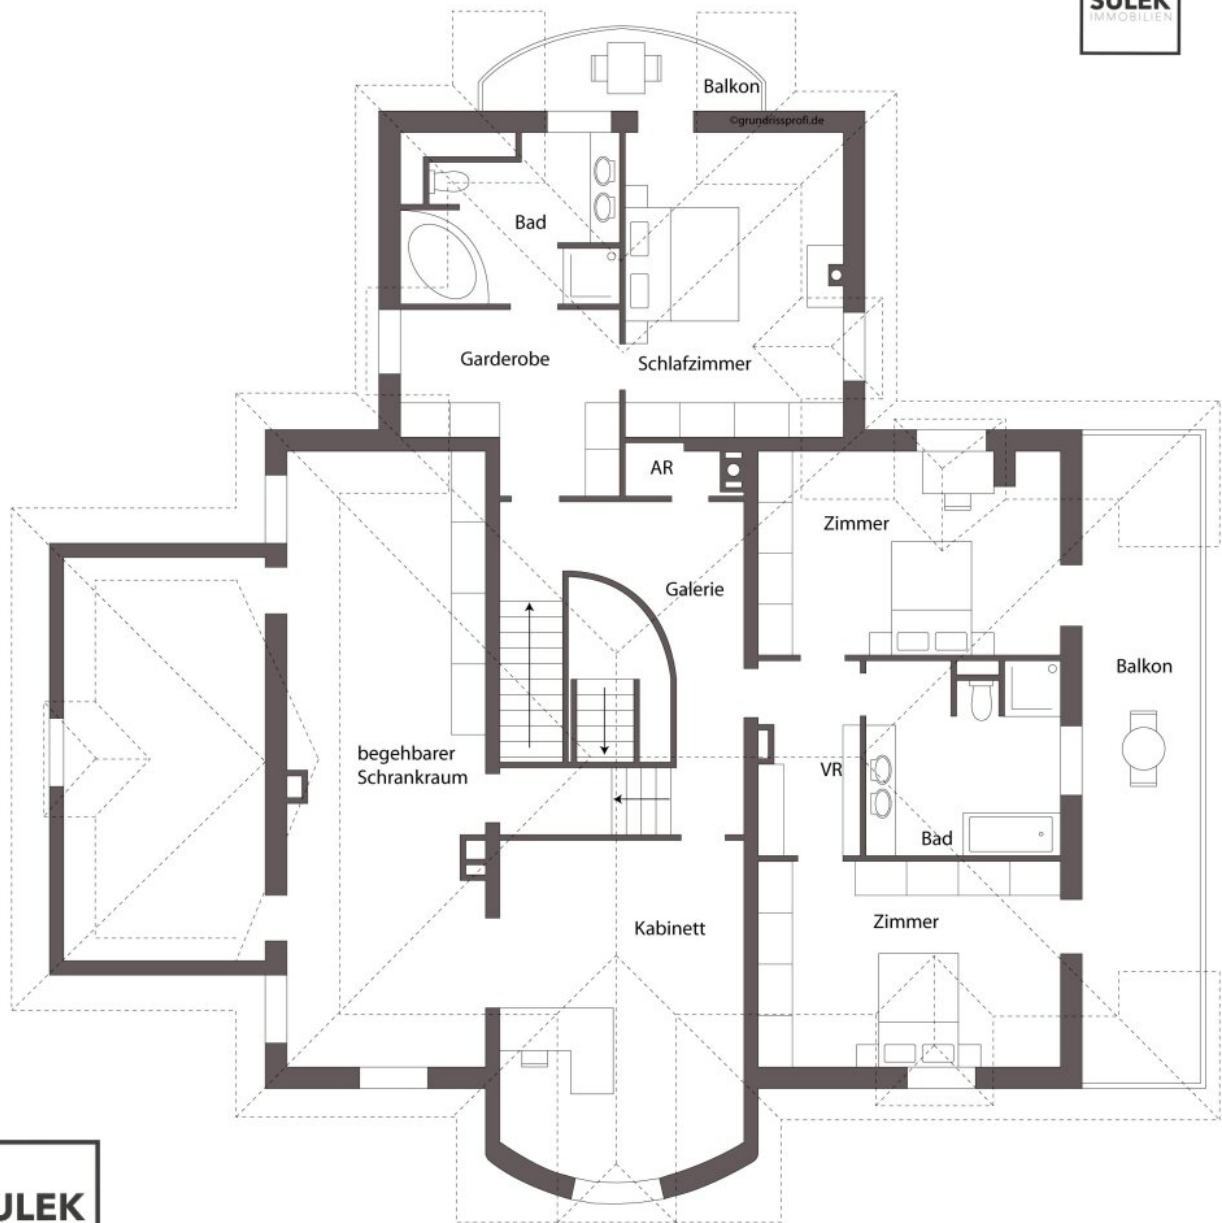 SULEK
IMMOBILIEN
Balkon
©grundrissprofi.de
Bad
Garderobe
Schlafzimmer
AR
Zimmer
Galerie
Balkon
begehbarer
Schrankraum
VR
Bad
Zimmer
Kabinett
ULEK